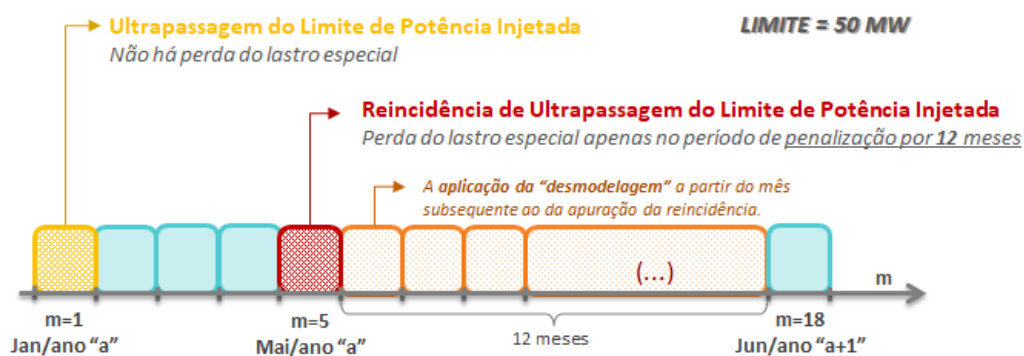 Ultrapassagem do Limite de Potência Injetada
LIMITE = 50 MW
Não há perda do lastro especial
Reincidência de Ultrapassagem do Limite de Potência Injetada
Perda do lastro especial apenas no período de penalização por 12 meses
A aplicação da “desmodelagem” a partir do mês
subsequente ao da apuração da reincidência.
(...)
m
m=1
Jan/ano “a”
m=5
Mai/ano “a”
12 meses
m=18
Jun/ano “a+1”